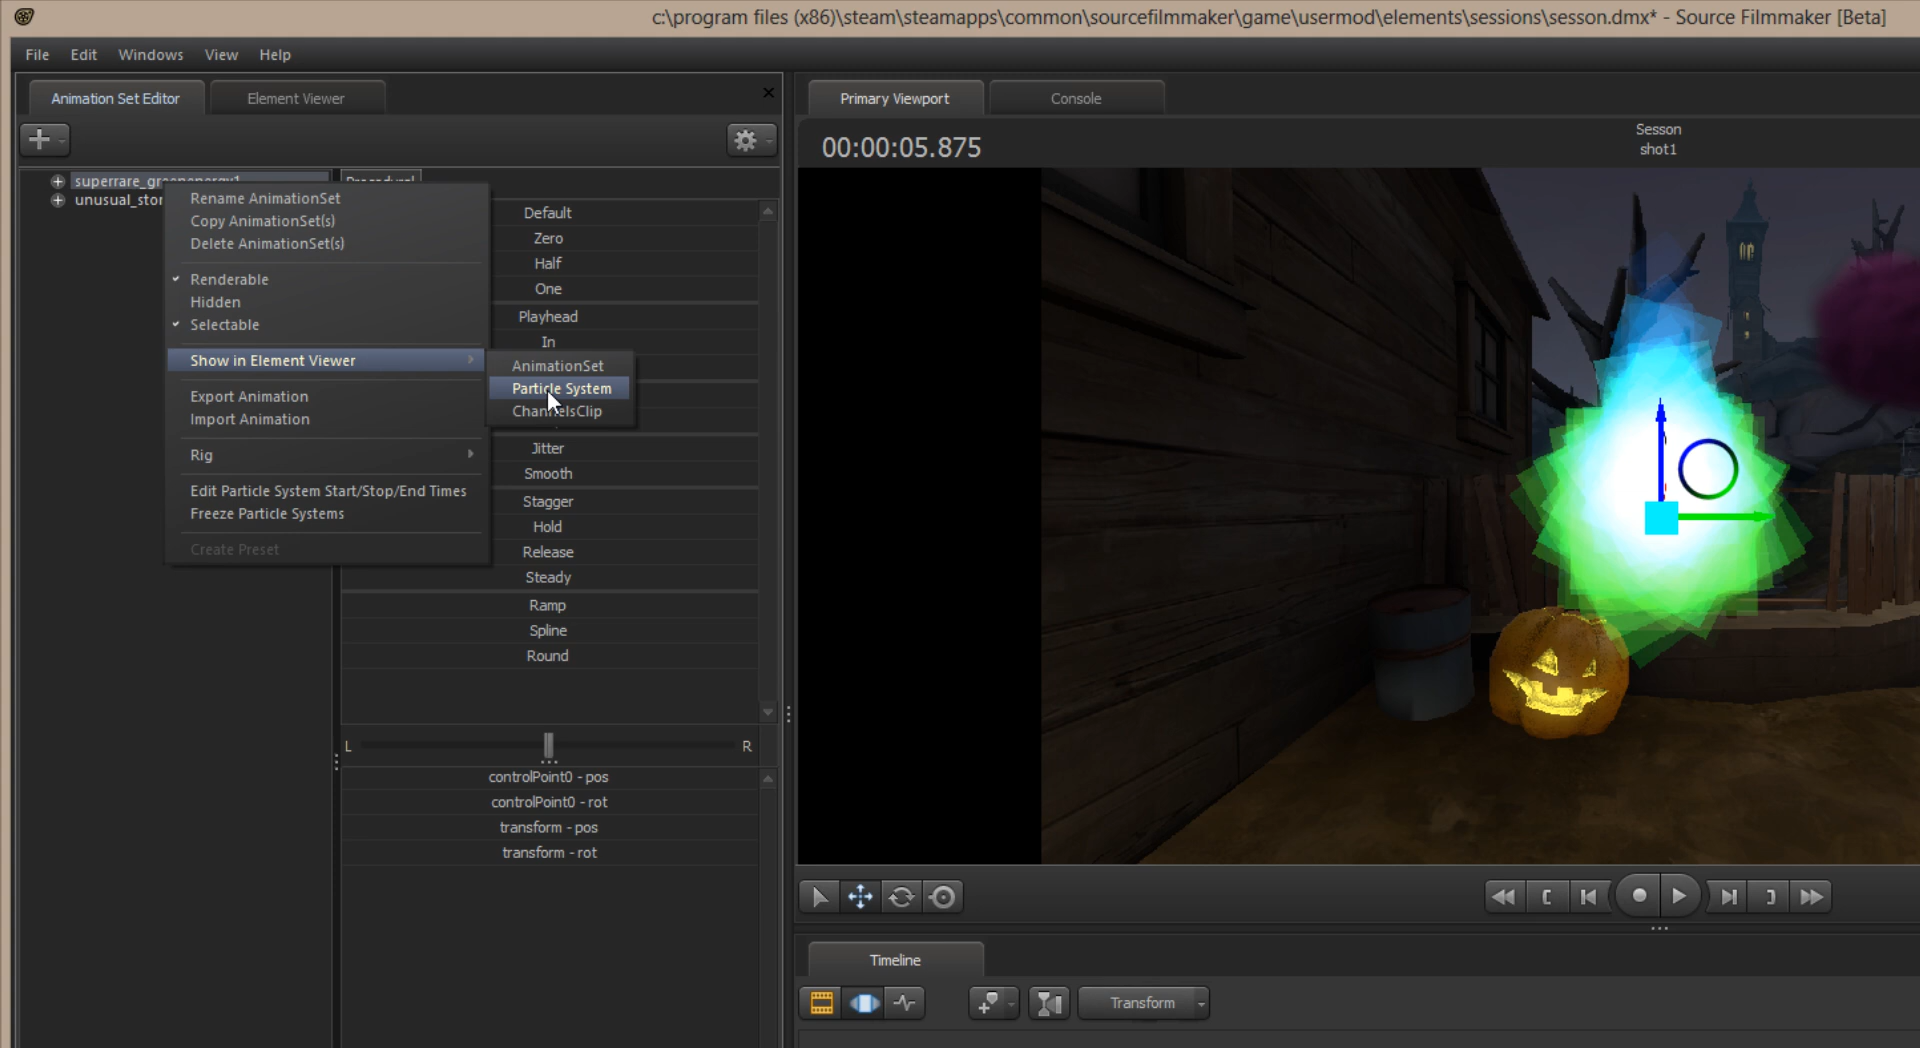 c:\program files (x86)\steam\steamapps\common\sourcefilmmaker\game\usermod\elements\sessions\sesson.dmx* - Source Filmmaker [Beta]
File Edit Windows View Help
Animation Set Editor Element Viewer
Primary Viewport Console
00:00:05.875
Sesson
shot1
superrare_greenenergy1
Procedural
unusual_stor
Rename AnimationSet
Copy AnimationSet(s)
Delete AnimationSet(s)
Renderable
Hidden
Selectable
Show in Element Viewer
Export Animation
Import Animation
Rig
Edit Particle System Start/Stop/End Times
Freeze Particle Systems
Create Preset
AnimationSet
Particle System
ChannelsClip
Default
Zero
Half
One
Playhead
In
Jitter
Smooth
Stagger
Hold
Release
Steady
Ramp
Spline
Round
L R
controlPoint0 - pos
controlPoint0 - rot
transform - pos
transform - rot
Timeline
Transform